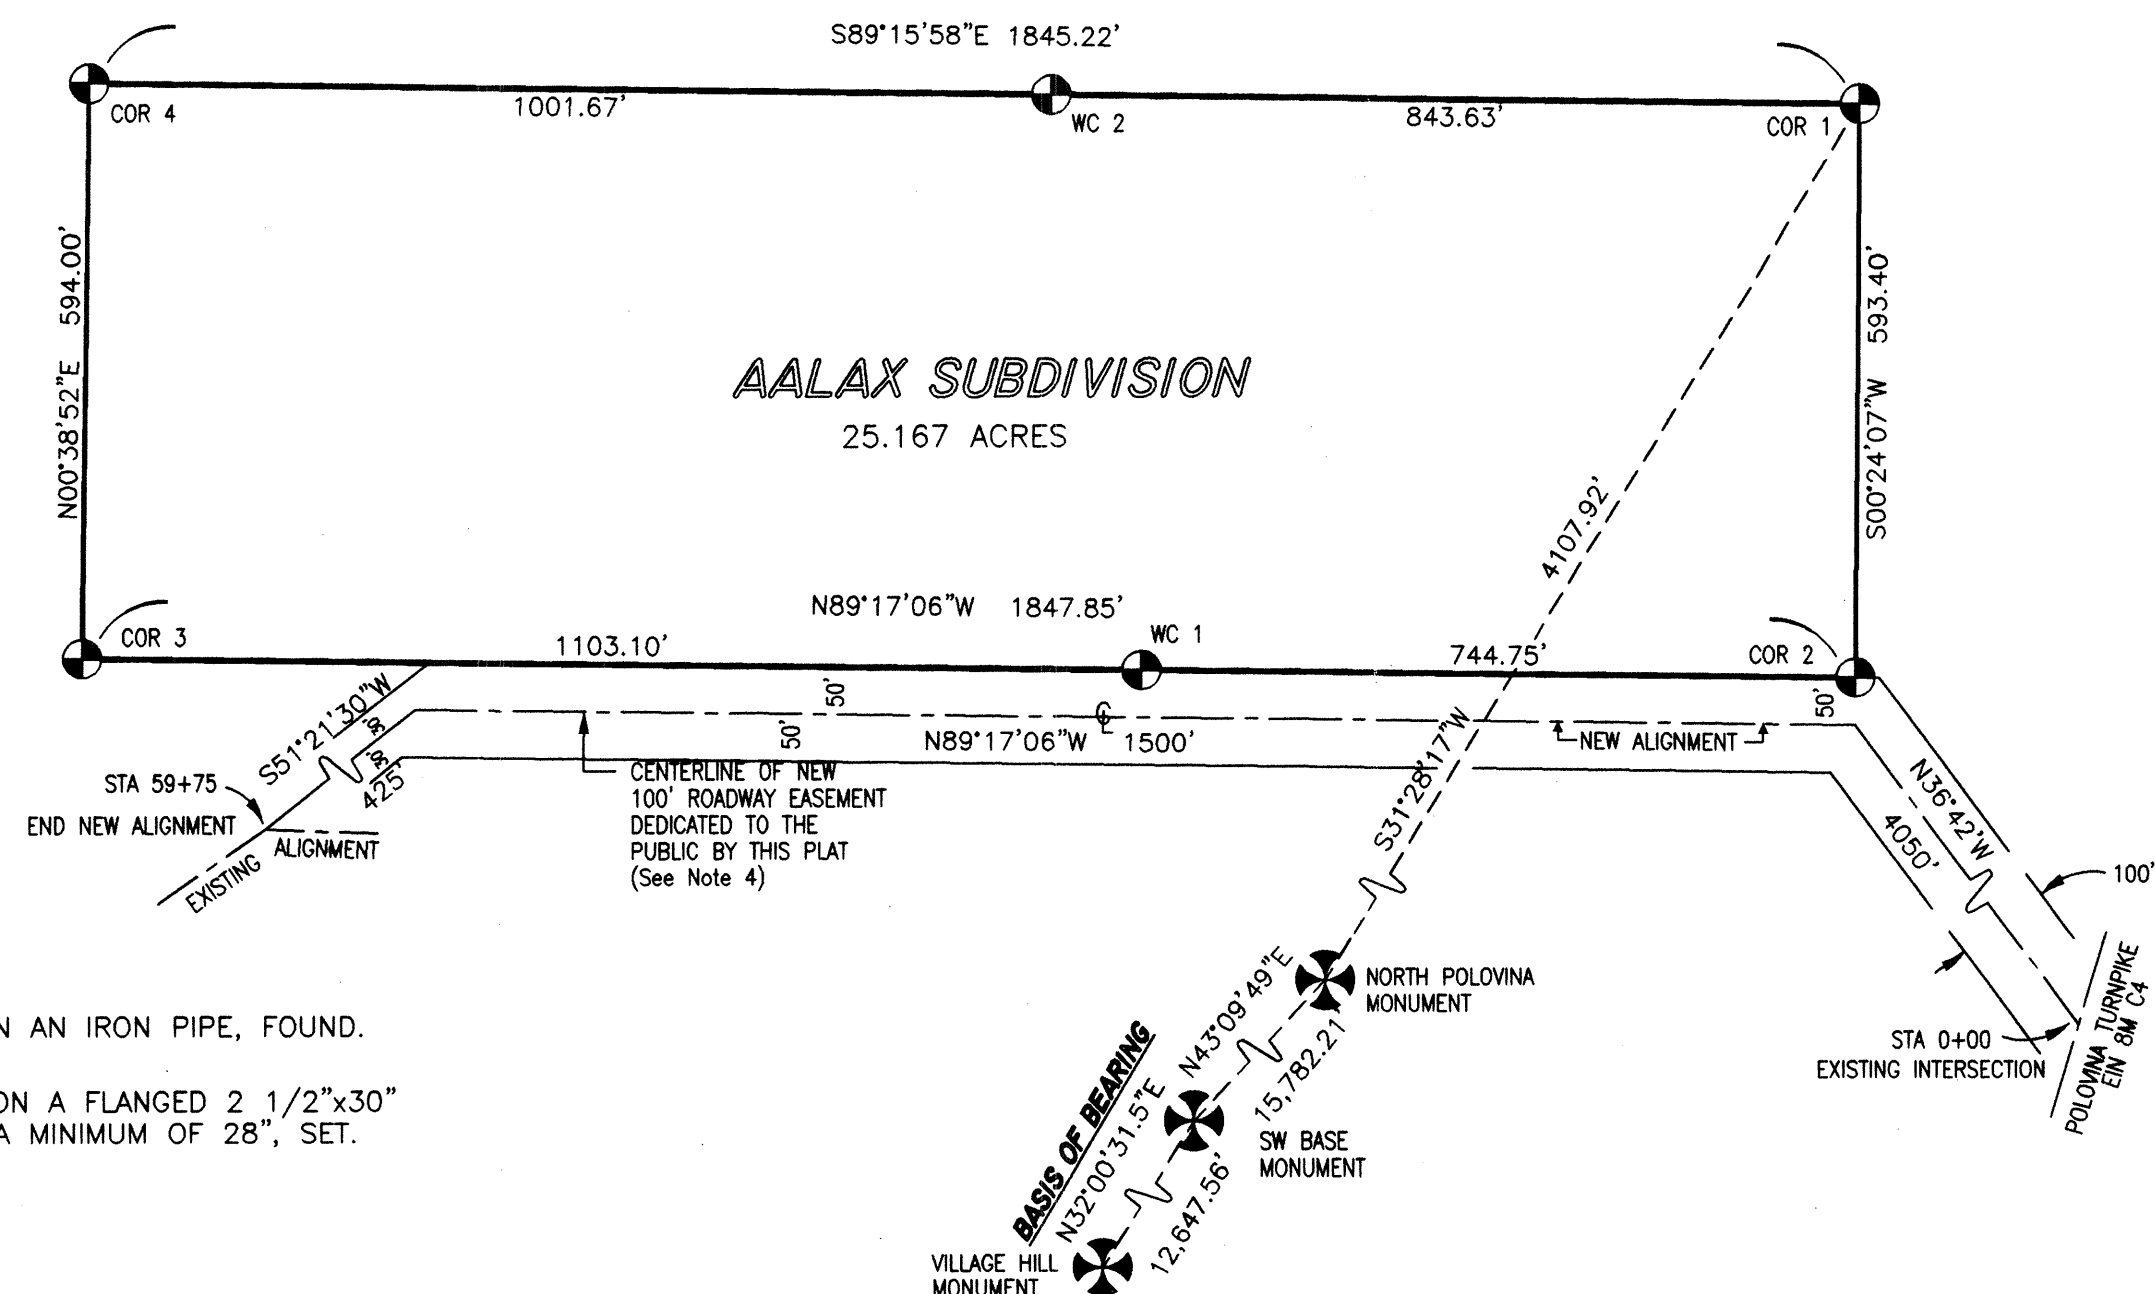 S89°15'58"E 1845.22'
COR 4
1001.67'
WC 2
843.63'
COR 1
N00°38'52"E 594.00'
S00°24'07"W 593.40'
AALAX SUBDIVISION
25.167 ACRES
4107.92'
N89°17'06"W 1847.85'
COR 3
1103.10'
WC 1
744.75'
COR 2
50'
50'
50'
S51°21'30"W
30'
30'
425'
N89°17'06"W 1500'
℄
NEW ALIGNMENT
STA 59+75
END NEW ALIGNMENT
EXISTING
ALIGNMENT
CENTERLINE OF NEW
100' ROADWAY EASEMENT
DEDICATED TO THE
PUBLIC BY THIS PLAT
(See Note 4)
S31°28'17"W
N36°42'W
4050'
100'
NORTH POLOVINA
MONUMENT
STA 0+00
EXISTING INTERSECTION
POLOVINA TURNPIKE
EIN 8M C4
N43°09'49"E
15,782.21'
SW BASE
MONUMENT
BASIS OF BEARING
N32°00'31.5"E
12,647.56'
VILLAGE HILL
MONUMENT
N AN IRON PIPE, FOUND.
ON A FLANGED 2 1/2"x30"
A MINIMUM OF 28", SET.